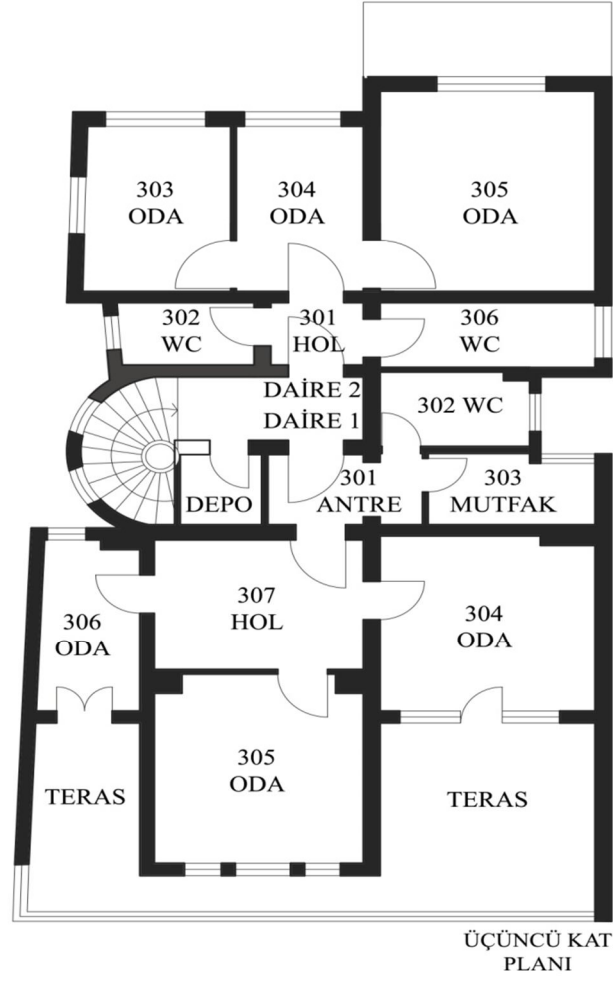 303
ODA
304
ODA
305
ODA
302
WC
301
HOL
306
WC
DAİRE 2
DAİRE 1
302 WC
DEPO
301
ANTRE
303
MUTFAK
306
ODA
307
HOL
304
ODA
305
ODA
TERAS
TERAS
ÜÇÜNCÜ KAT
PLANI